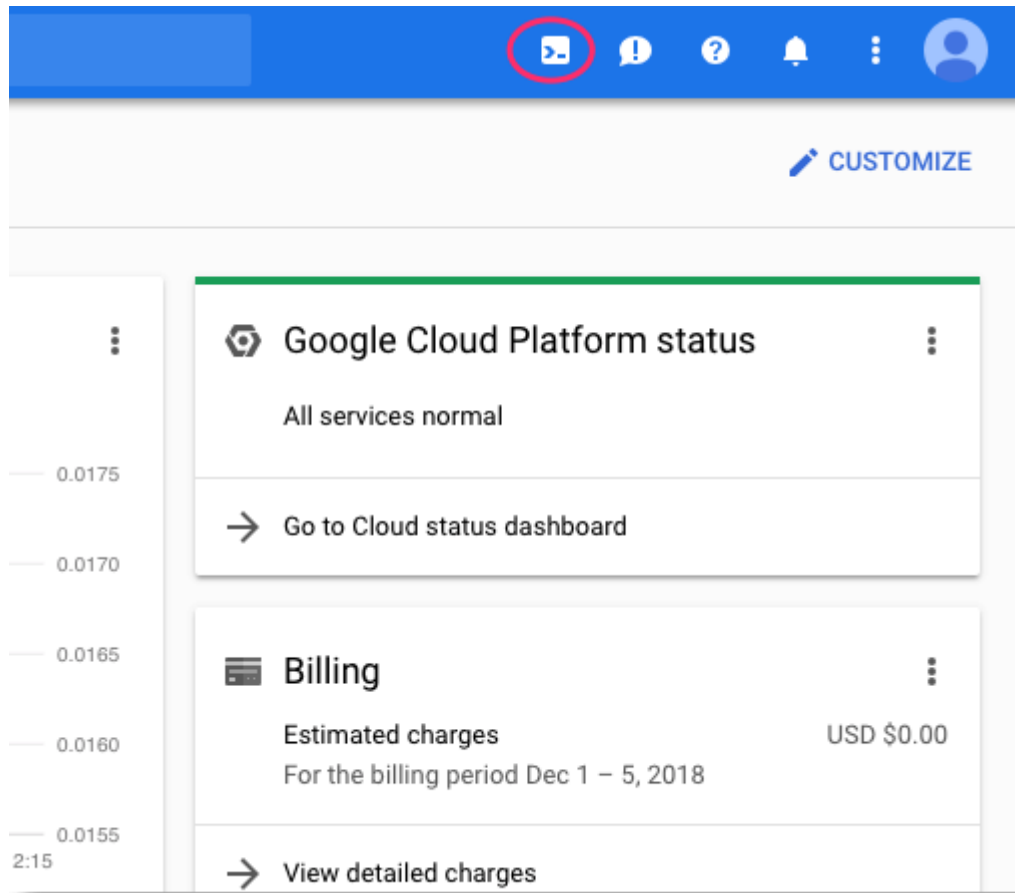 CUSTOMIZE
Google Cloud Platform status
All services normal
0.0175
Go to Cloud status dashboard
0.0170
0.0165
Billing
Estimated charges USD $0.00
0.0160
For the billing period Dec 1 – 5, 2018
0.0155
2:15
View detailed charges